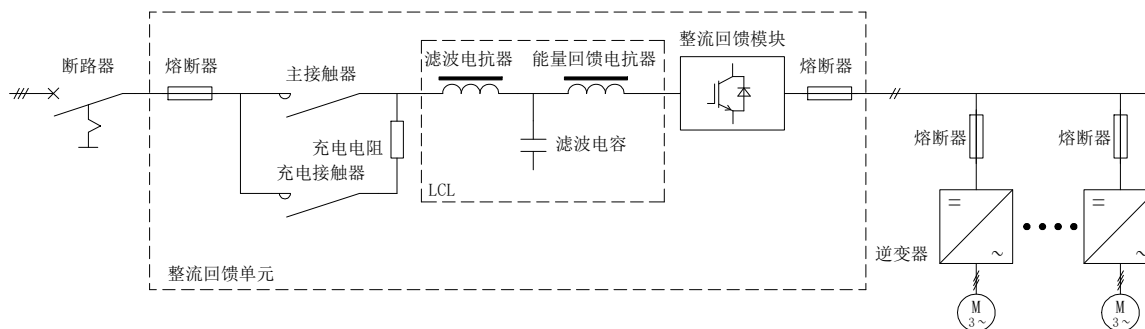 断路器
熔断器
主接触器
滤波电抗器
能量回馈电抗器
整流回馈模块
熔断器
充电电阻
充电接触器
滤波电容
LCL
熔断器
熔断器
整流回馈单元
逆变器
M
3～
M
3～